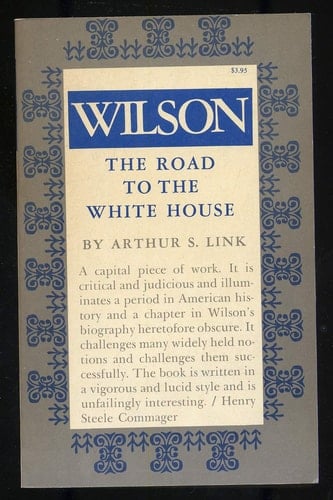 $3.95
WILSON
THE ROAD
TO THE
WHITE HOUSE
BY ARTHUR S. LINK
A capital piece of work. It is
critical and judicious and illum-
inates a period in American his-
tory and a chapter in Wilson's
biography heretofore obscure. It
challenges many widely held no-
tions and challenges them suc-
cessfully. The book is written in
a vigorous and lucid style and is
unfailingly interesting. / Henry
Steele Commager